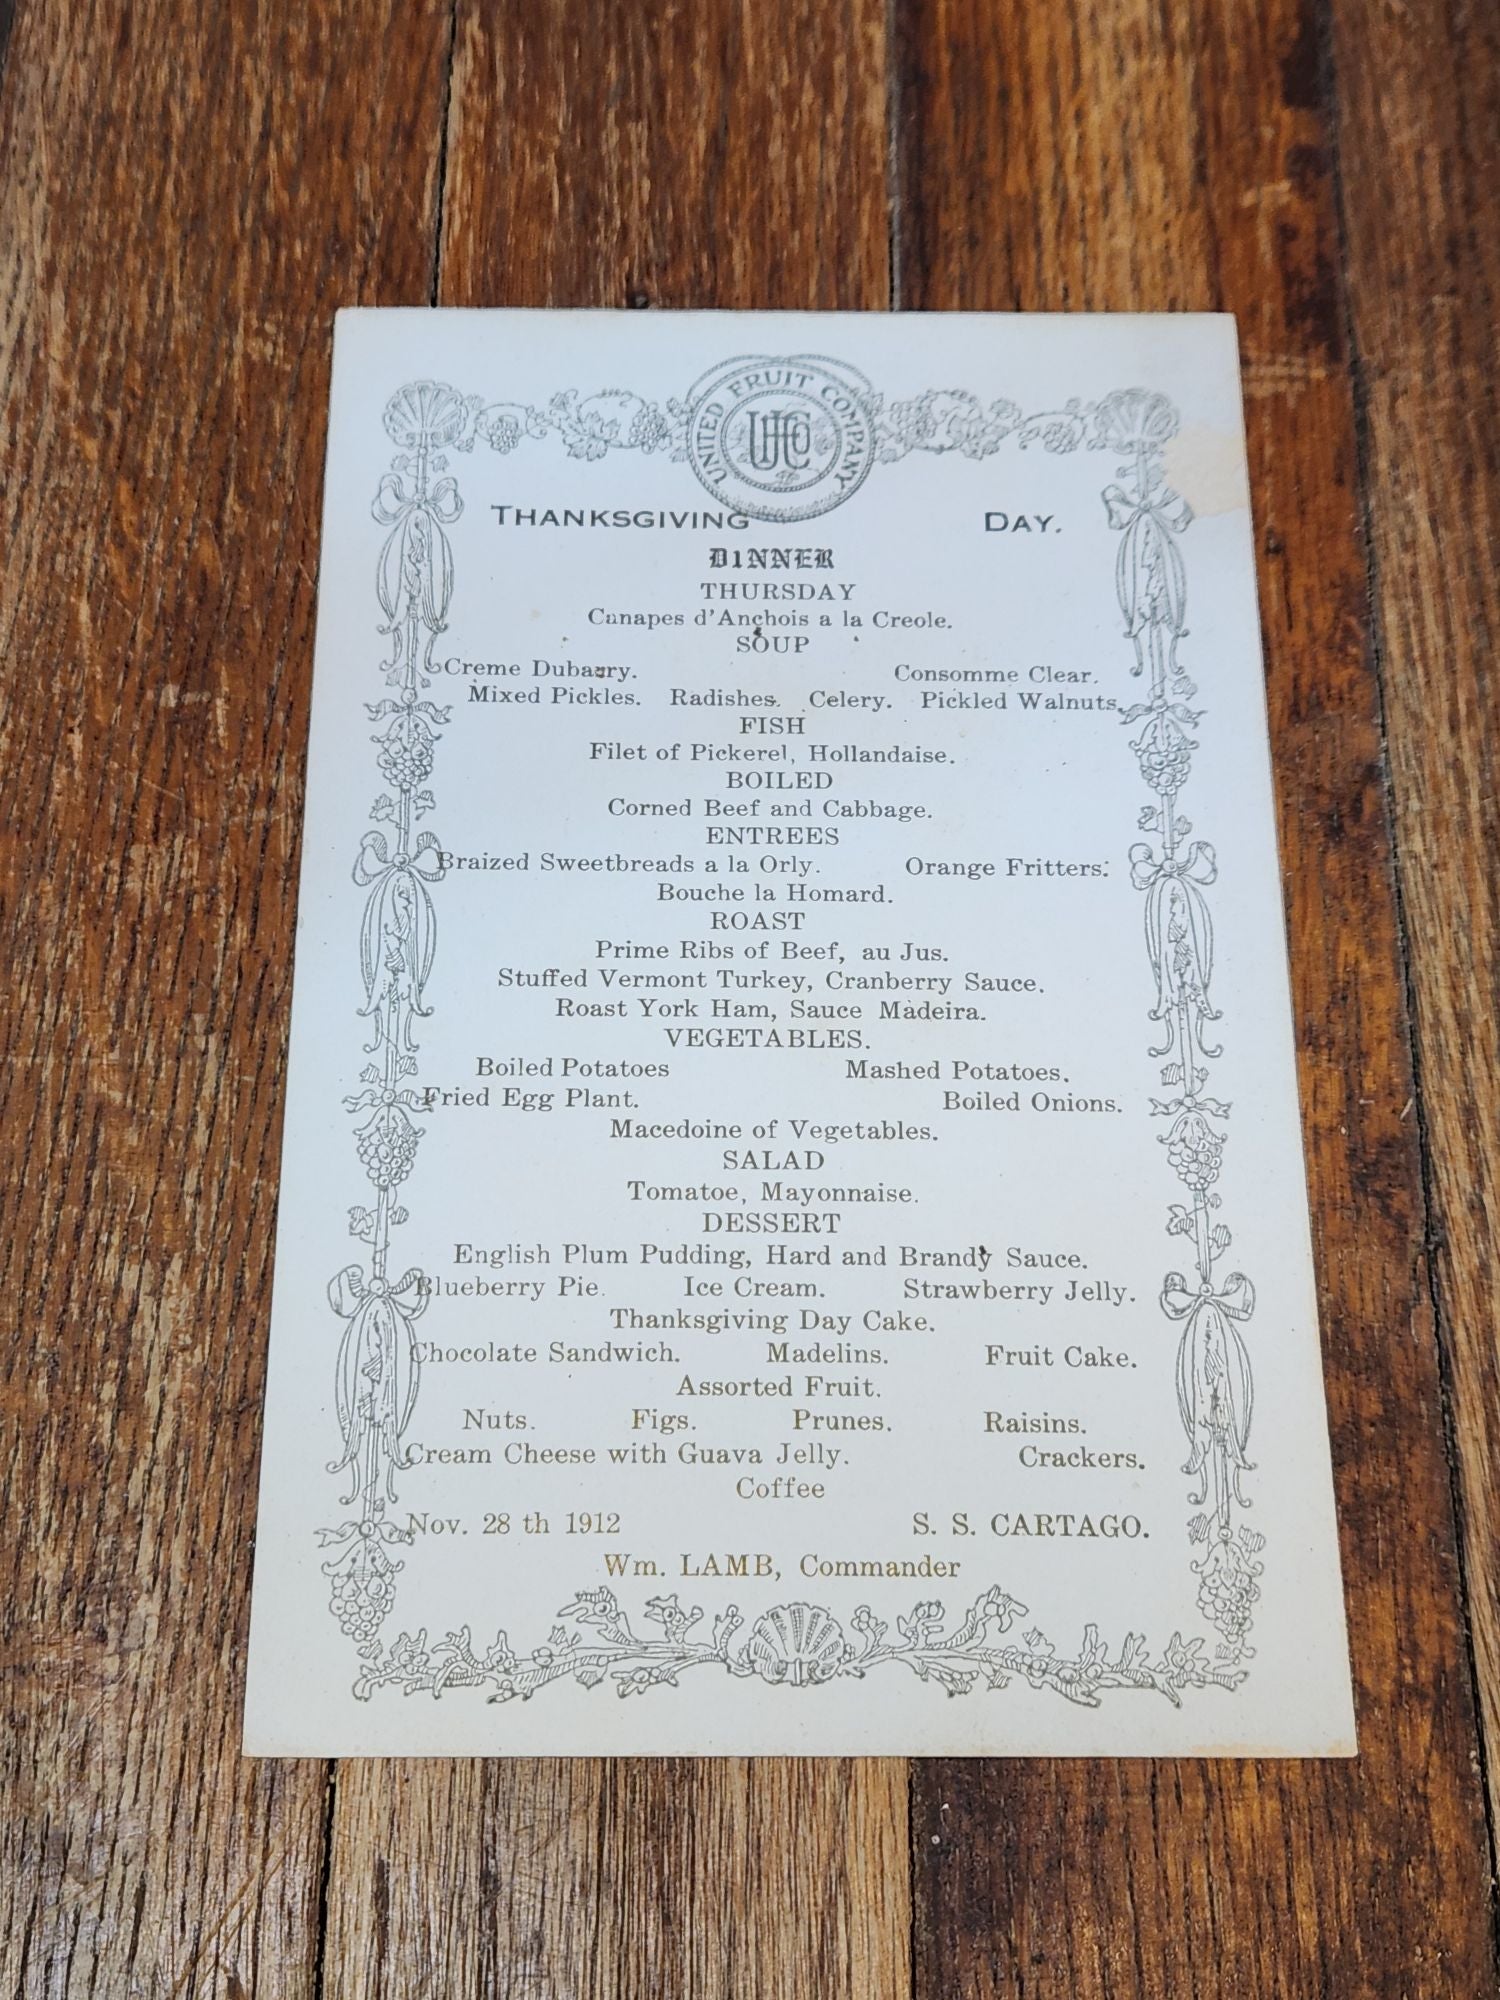 UNITED FRUIT COMPANY
UFCo
THANKSGIVING DAY.
D1NNER
THURSDAY
Canapes d'Anchois a la Creole.
SOUP
Creme Dubarry. Consomme Clear.
Mixed Pickles. Radishes. Celery. Pickled Walnuts.
FISH
Filet of Pickerel, Hollandaise.
BOILED
Corned Beef and Cabbage.
ENTREES
Braized Sweetbreads a la Orly. Orange Fritters:
Bouche la Homard.
ROAST
Prime Ribs of Beef, au Jus.
Stuffed Vermont Turkey, Cranberry Sauce.
Roast York Ham, Sauce Madeira.
VEGETABLES.
Boiled Potatoes Mashed Potatoes.
Fried Egg Plant. Boiled Onions.
Macedoine of Vegetables.
SALAD
Tomatoe, Mayonnaise.
DESSERT
English Plum Pudding, Hard and Brandy Sauce.
Blueberry Pie. Ice Cream. Strawberry Jelly.
Thanksgiving Day Cake.
Chocolate Sandwich. Madelins. Fruit Cake.
Assorted Fruit.
Nuts. Figs. Prunes. Raisins.
Cream Cheese with Guava Jelly. Crackers.
Coffee
Nov. 28 th 1912 S. S. CARTAGO.
Wm. LAMB, Commander